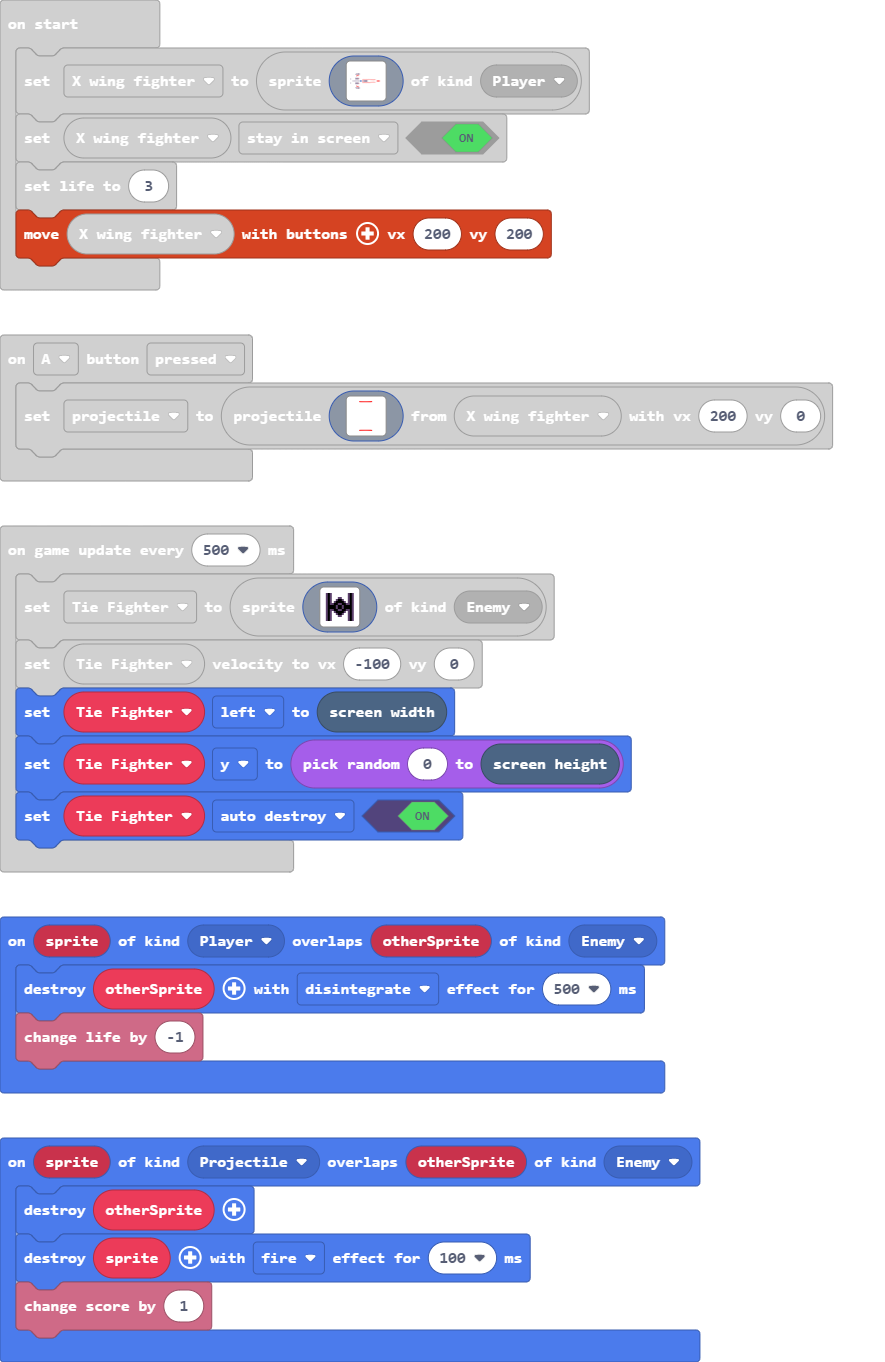 on start
set X wing fighter to sprite of kind Player
set X wing fighter stay in screen ON
set life to 3
move X wing fighter with buttons vx 200 vy 200
on A button pressed
set projectile to projectile from X wing fighter with vx 200 vy 0
on game update every 500 ms
set Tie Fighter to sprite of kind Enemy
set Tie Fighter velocity to vx -100 vy 0
set Tie Fighter left to screen width
set Tie Fighter y to pick random 0 to screen height
set Tie Fighter auto destroy ON
on sprite of kind Player overlaps otherSprite of kind Enemy
destroy otherSprite with disintegrate effect for 500 ms
change life by -1
on sprite of kind Projectile overlaps otherSprite of kind Enemy
destroy otherSprite
destroy sprite with fire effect for 100 ms
change score by 1